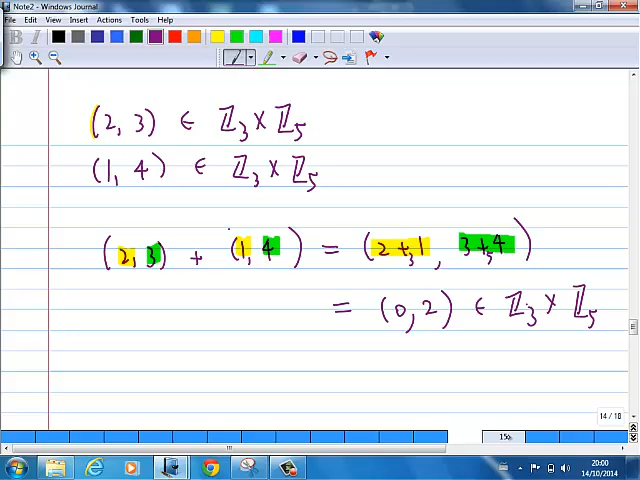 Note2 - Windows Journal
File Edit View Insert Actions Tools Help
B I
(2, 3) ∈ ℤ₃ × ℤ₅
(1, 4) ∈ ℤ₃ × ℤ₅
(2, 3) + (1, 4) = (2 +₃ 1, 3 +₅ 4)
= (0, 2) ∈ ℤ₃ × ℤ₅
14 / 18
20:00
14/10/2014